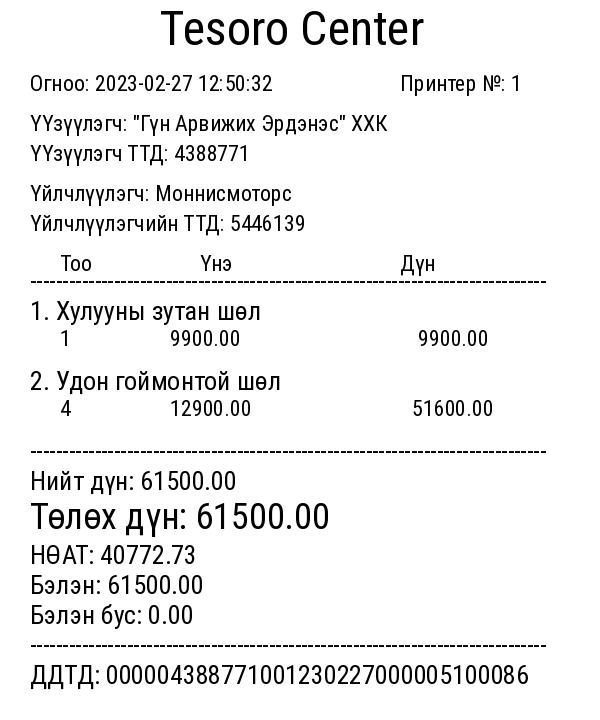 Tesoro Center
Огноо: 2023-02-27 12:50:32 Принтер №: 1
ҮҮзүүлэгч: "Гүн Арвижих Эрдэнэс" ХХК
ҮҮзүүлэгч ТТД: 4388771
Үйлчлүүлэгч: Моннисмоторс
Үйлчлүүлэгчийн ТТД: 5446139
Тоо Үнэ Дүн
1. Хулууны зутан шөл
1 9900.00 9900.00
2. Удон гоймонтой шөл
4 12900.00 51600.00
Нийт дүн: 61500.00
Төлөх дүн: 61500.00
НӨАТ: 40772.73
Бэлэн: 61500.00
Бэлэн бус: 0.00
ДДТД: 000004388771001230227000005100086